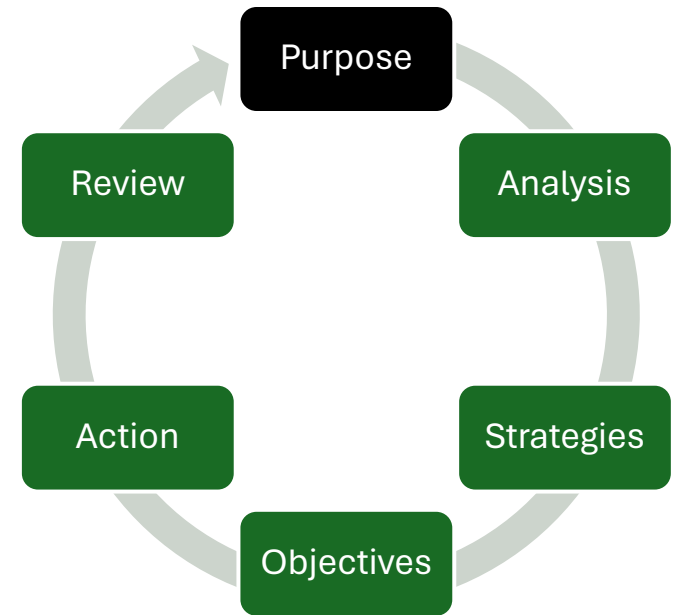 Purpose
Analysis
Strategies
Objectives
Action
Review